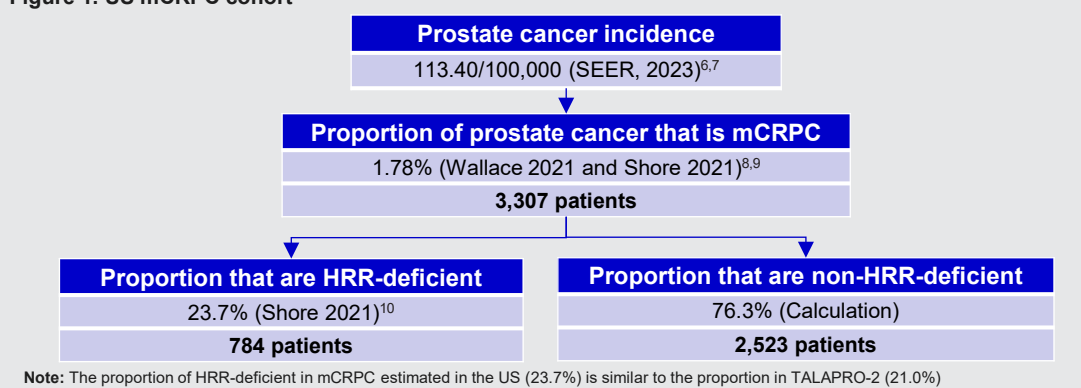 Figure 1. US mCRPC cohort
Prostate cancer incidence
113.40/100,000 (SEER, 2023)6,7
Proportion of prostate cancer that is mCRPC
1.78% (Wallace 2021 and Shore 2021)8,9
3,307 patients
Proportion that are HRR-deficient
23.7% (Shore 2021)10
784 patients
Proportion that are non-HRR-deficient
76.3% (Calculation)
2,523 patients
Note: The proportion of HRR-deficient in mCRPC estimated in the US (23.7%) is similar to the proportion in TALAPRO-2 (21.0%)